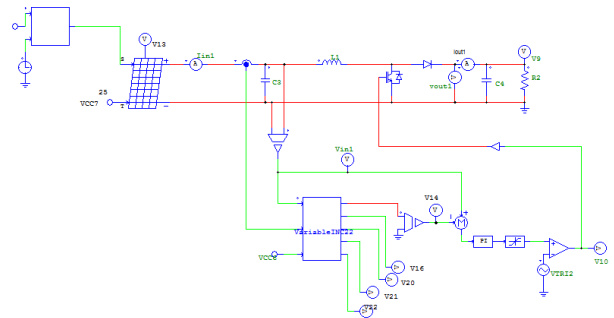 V13
Iin1
L1
Iout1
V9
S
C3
vout1
C4
R2
25
VCC7
T
Vin1
V14
VariableINC22
M
PI
VCC6
V16
V20
VTRI2
V10
V21
V22